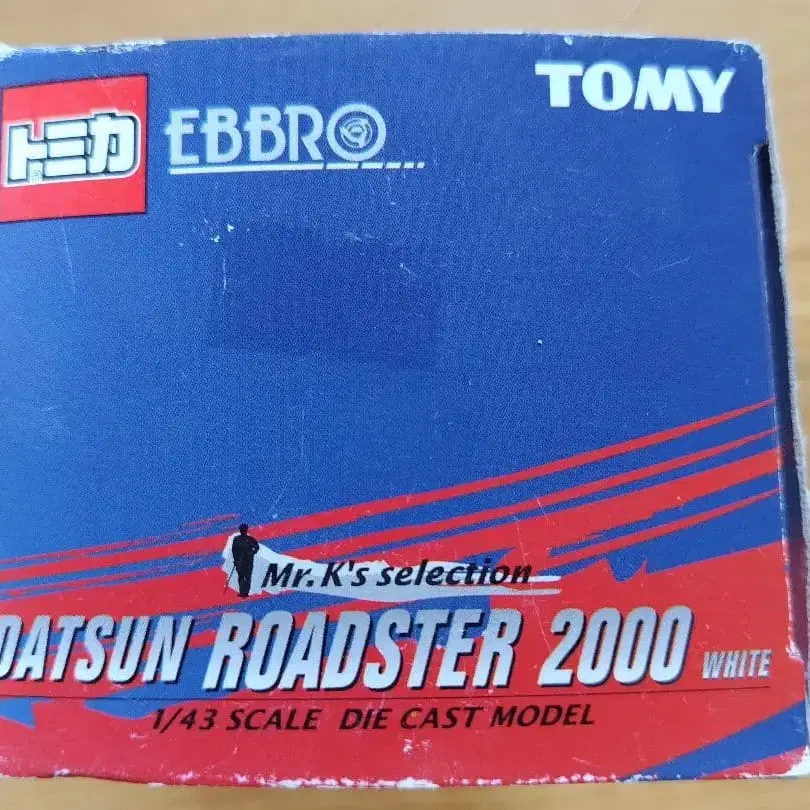 トミカ
EBBRO
TOMY
Mr. K's selection
DATSUN ROADSTER 2000 WHITE
1/43 SCALE DIE CAST MODEL